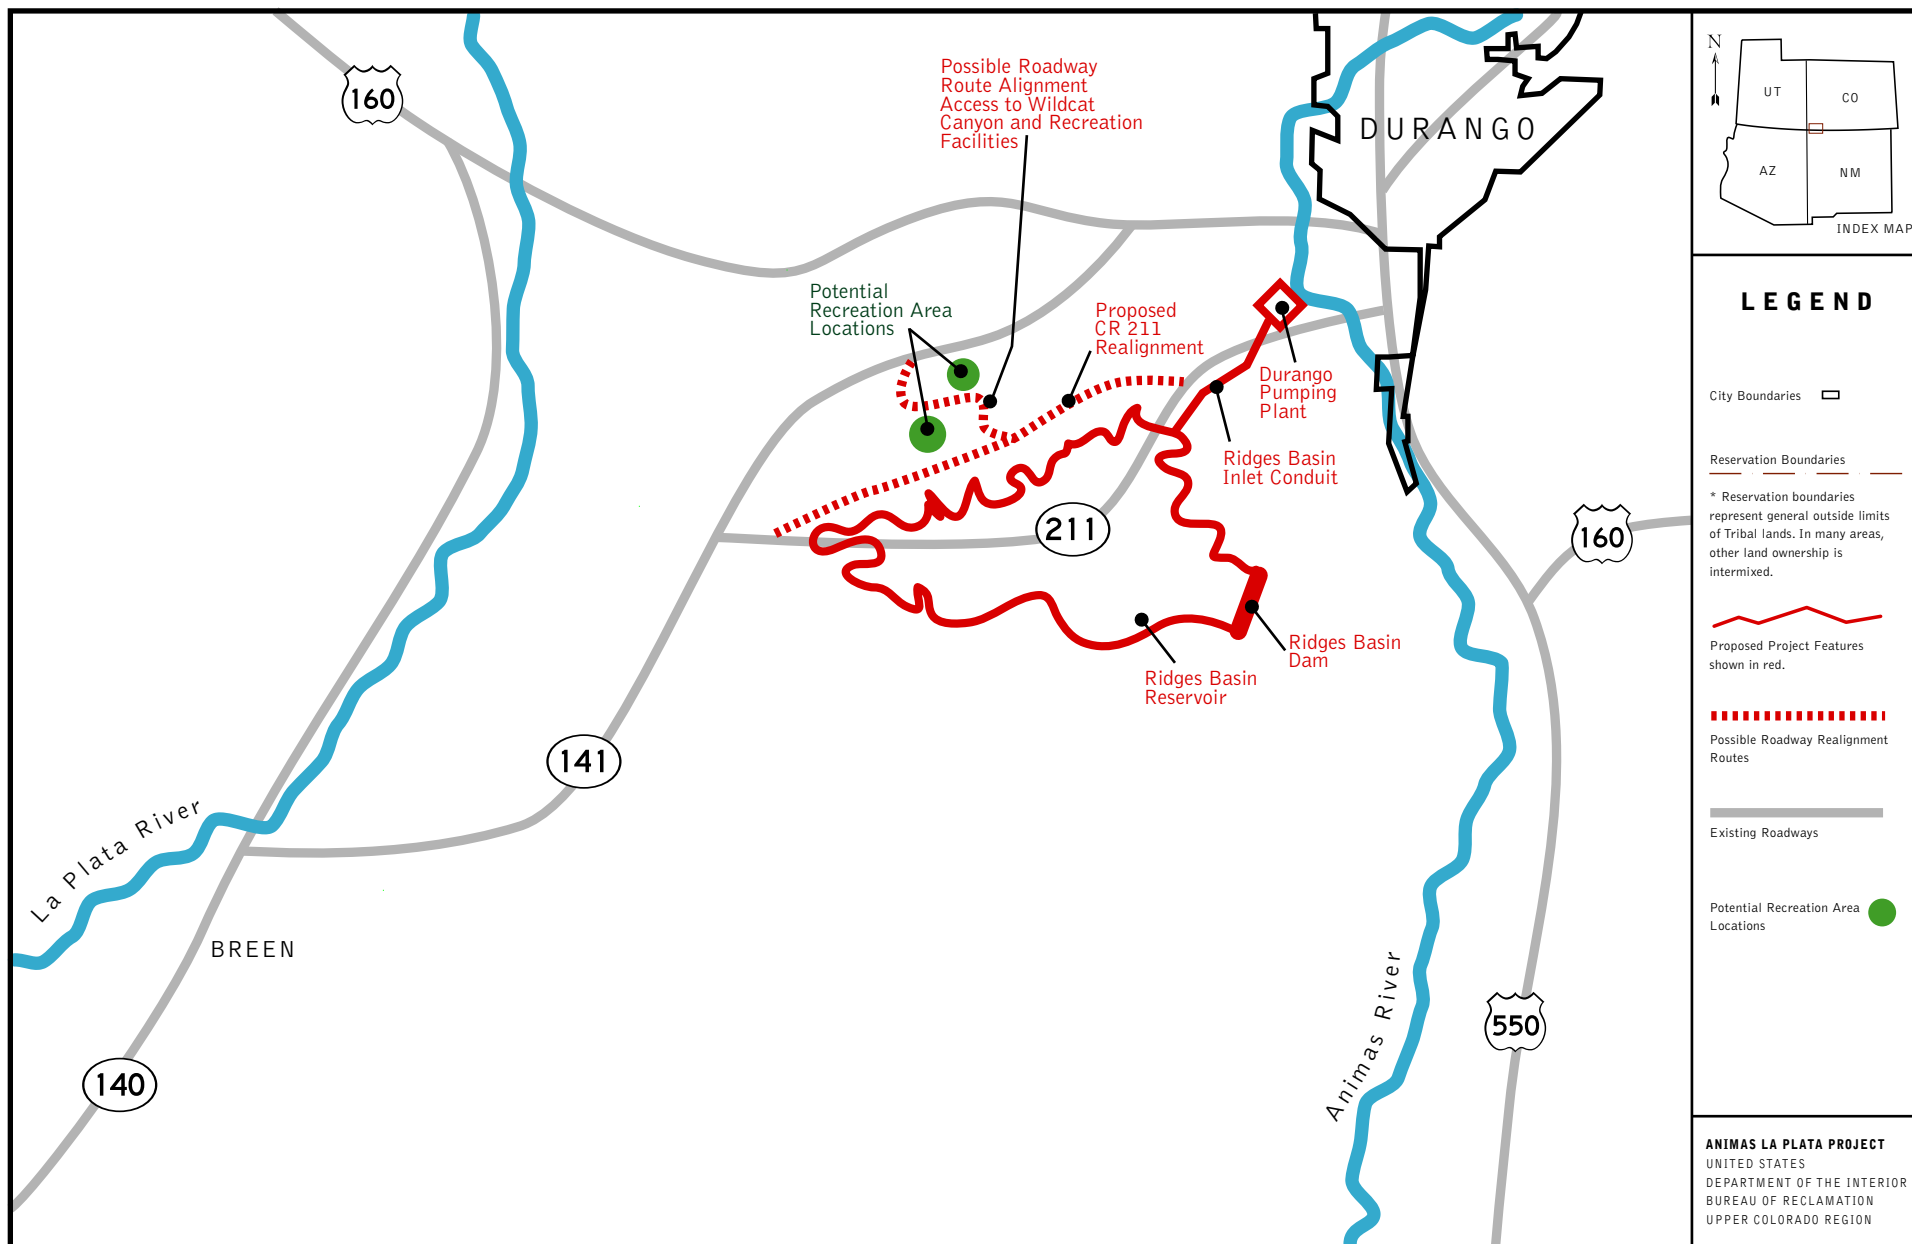 160
Possible Roadway
Route Alignment
Access to Wildcat
Canyon and Recreation
Facilities
DURANGO
Potential
Recreation Area
Locations
Proposed
CR 211
Realignment
Durango
Pumping
Plant
Ridges Basin
Inlet Conduit
211
160
Ridges Basin
Dam
Ridges Basin
Reservoir
141
La Plata River
BREEN
Animas River
550
140
N
UT
CO
AZ
NM
INDEX MAP
LEGEND
City Boundaries
Reservation Boundaries
* Reservation boundaries
represent general outside limits
of Tribal lands. In many areas,
other land ownership is
intermixed.
Proposed Project Features
shown in red.
Possible Roadway Realignment
Routes
Existing Roadways
Potential Recreation Area
Locations
ANIMAS LA PLATA PROJECT
UNITED STATES
DEPARTMENT OF THE INTERIOR
BUREAU OF RECLAMATION
UPPER COLORADO REGION